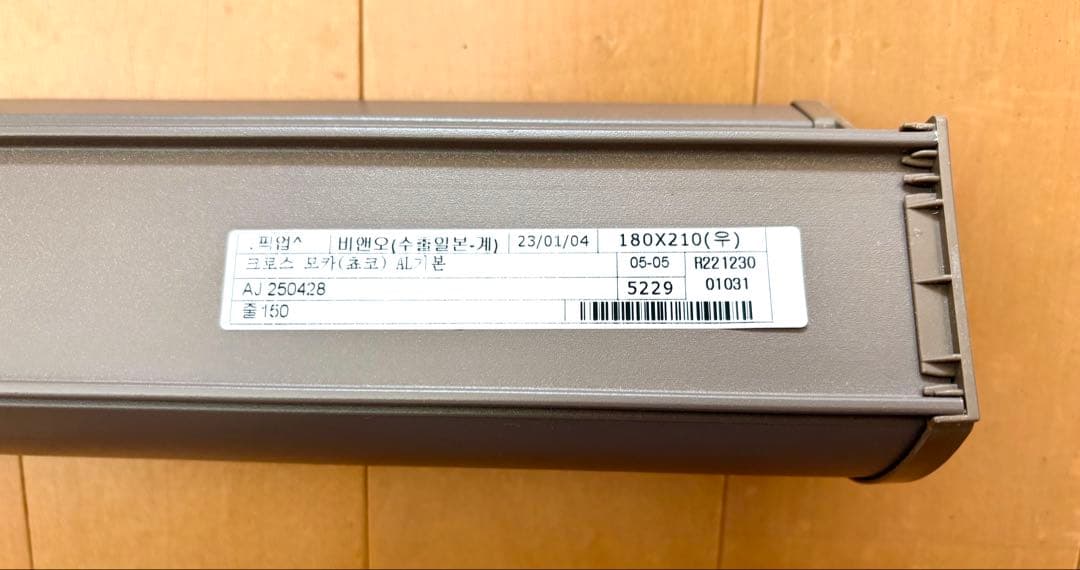 .픽업^ 비앤오(수출일본-계) 23/01/04 180X210(우)
크로스 모카(쵸코) AL기본 05-05 R221230
AJ 250428 5229 01031
줄150